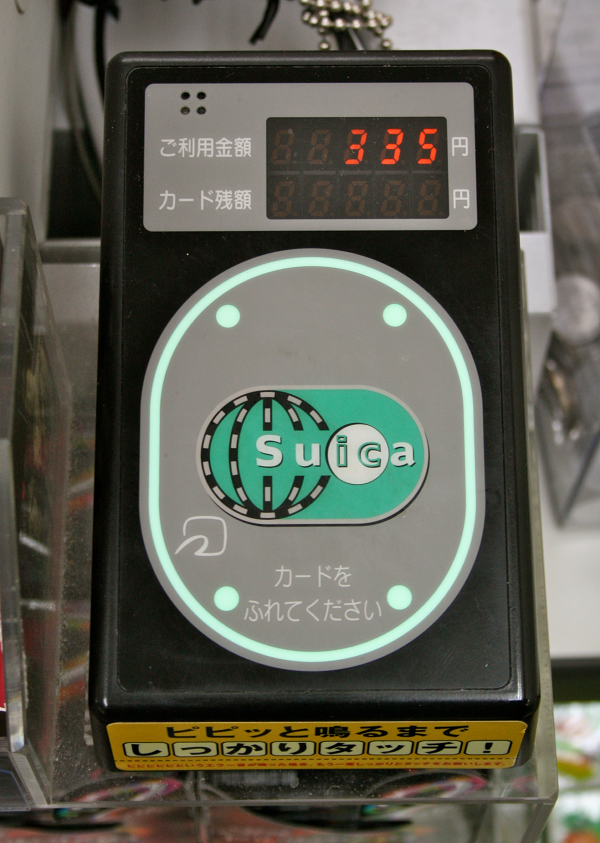 ご利用金額 335 円
カード残額 円
Suica
カードを
ふれてください
ピピッと鳴るまで
しっかりタッチ!